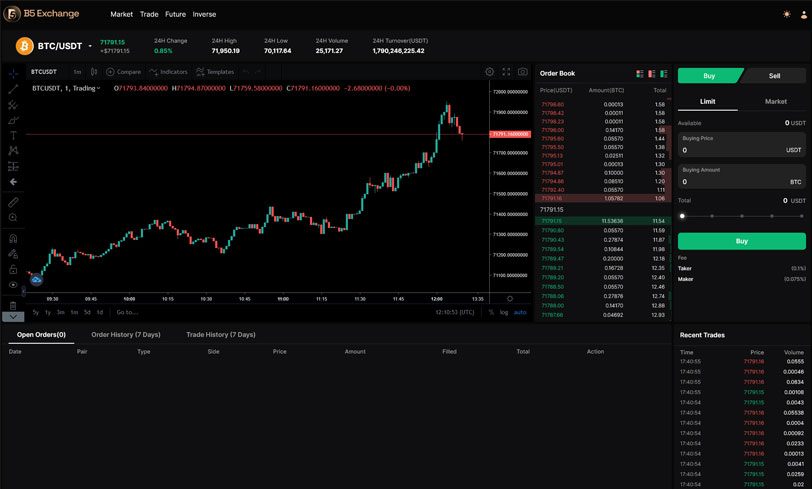 B5 Exchange
Market Trade Future Inverse
BTC/USDT
71791.15
≈$71791.15
24H Change
0.85%
24H High
71,950.19
24H Low
70,117.64
24H Volume
25,171.27
24H Turnover(USDT)
1,790,246,225.42
BTCUSDT 1m Compare Indicators Templates
BTCUSDT, 1, Trading O71793.84000000 H71794.87000000 L71759.58000000 C71791.16000000 -2.68000000 (-0.00%)
72000.00000000
71900.00000000
71791.16000000
71700.00000000
71600.00000000
71500.00000000
71400.00000000
71300.00000000
71200.00000000
71100.00000000
09:30 09:45 10:00 10:15 10:30 10:45 11:00 11:15 11:30 11:45 12:00 13:35
5y 1y 3m 1m 5d 1d Go to...
12:10:53 (UTC) % log auto
Order Book
Price(USDT) Amount(BTC) Total
71798.80 0.00013 1.58
71798.42 0.00011 1.58
71798.23 0.00011 1.58
71796.00 0.14170 1.58
71795.60 0.05570 1.44
71795.50 0.05570 1.38
71795.13 0.02511 1.32
71795.01 0.00013 1.30
71794.87 0.10000 1.30
71794.86 0.08510 1.20
71792.40 0.05570 1.11
71791.16 1.05782 1.06
71791.15
71791.15 11.53636 11.54
71790.82 0.05570 11.59
71790.43 0.27874 11.87
71789.54 0.10844 11.98
71789.47 0.20000 12.18
71789.21 0.16728 12.35
71789.20 0.05570 12.40
71788.50 0.05570 12.46
71788.06 0.27876 12.74
71788.00 0.14170 12.88
71787.66 0.04692 12.93
Buy Sell
Limit Market
Available 0 USDT
Buying Price
0 USDT
Buying Amount
0 BTC
Total 0 USDT
Buy
Fee
Taker (0.1%)
Maker (0.075%)
Open Orders(0) Order History (7 Days) Trade History (7 Days)
Date Pair Type Side Price Amount Filled Total Action
Recent Trades
Time Price Volume
17:40:55 71791.16 0.0555
17:40:55 71791.16 0.00046
17:40:55 71791.16 0.0834
17:40:55 71791.15 0.00108
17:40:54 71791.15 0.0043
17:40:54 71791.16 0.05538
17:40:54 71791.16 0.0004
17:40:54 71791.16 0.00092
17:40:54 71791.16 0.0233
17:40:54 71791.16 0.00013
17:40:54 71791.15 0.0041
17:40:54 71791.15 0.0259
17:40:54 71791.15 0.02